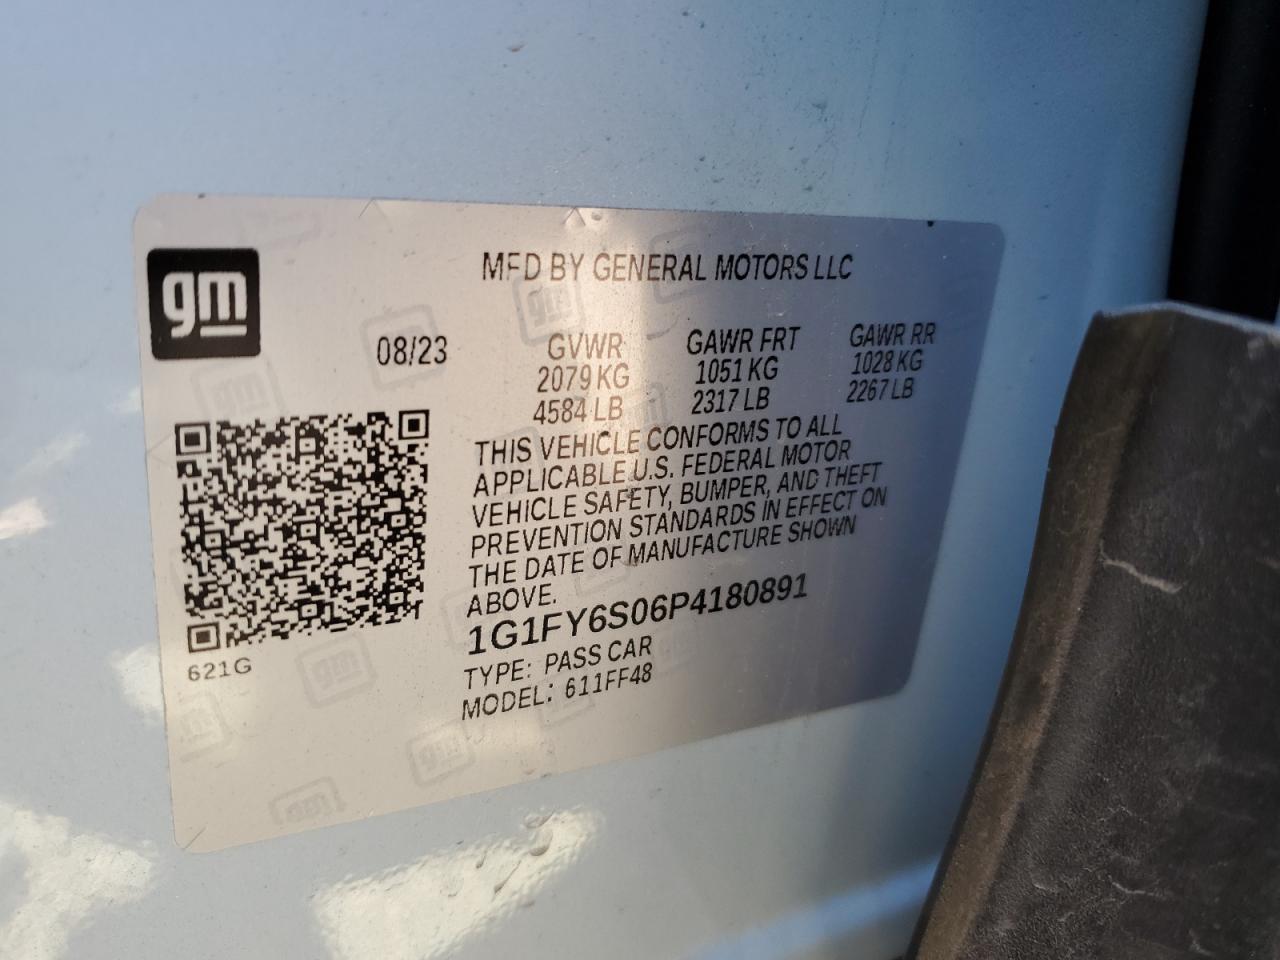 gm
MFD BY GENERAL MOTORS LLC
08/23
GVWR
2079 KG
4584 LB
GAWR FRT
1051 KG
2317 LB
GAWR RR
1028 KG
2267 LB
THIS VEHICLE CONFORMS TO ALL
APPLICABLE U.S. FEDERAL MOTOR
VEHICLE SAFETY, BUMPER, AND THEFT
PREVENTION STANDARDS IN EFFECT ON
THE DATE OF MANUFACTURE SHOWN
ABOVE.
1G1FY6S06P4180891
TYPE: PASS CAR
MODEL: 611FF48
621G